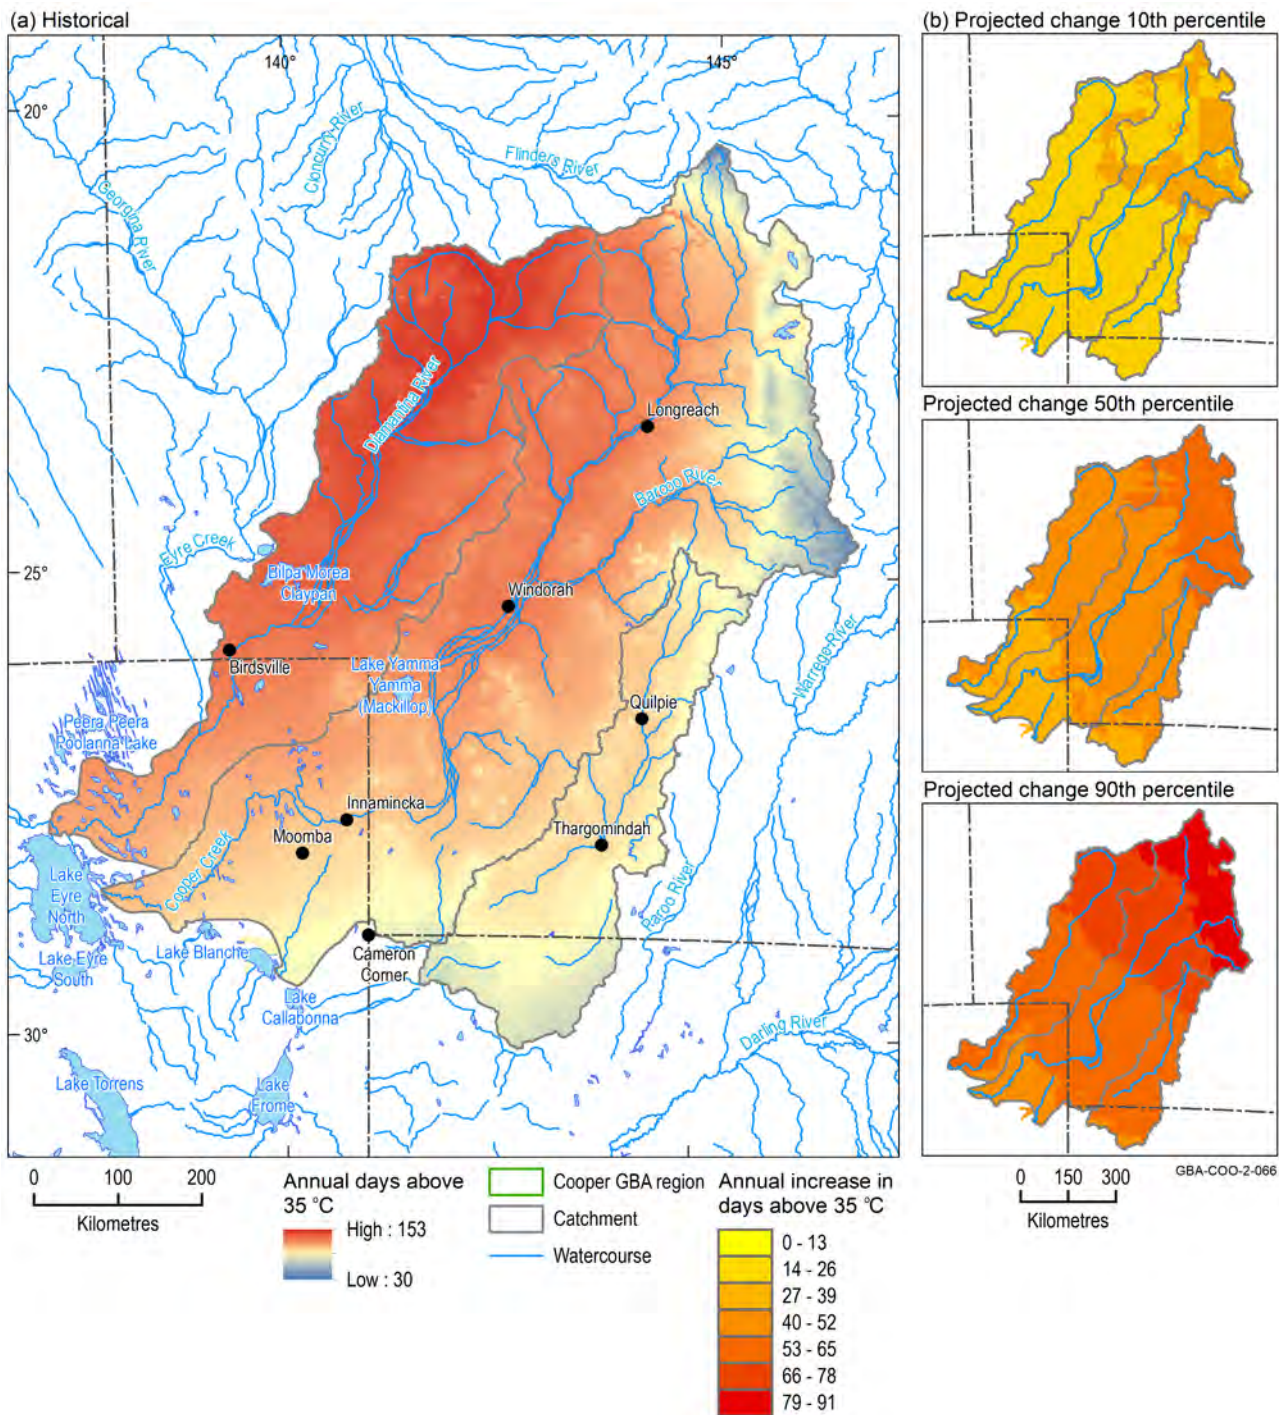 (a) Historical
140°
145°
20°
25°
30°
Cloncurry River
Flinders River
Georgina River
Diamantina River
Longreach
Barcoo River
Eyre Creek
Bilpa Morea
Claypan
Windorah
Birdsville
Lake Yamma
Yamma
(Mackillop)
Warrego River
Quilpie
Peera Peera
Poolanna Lake
Innamincka
Moomba
Thargomindah
Cooper Creek
Lake
Eyre
North
Paroo River
Lake Blanche
Cameron
Corner
Lake Eyre
South
Lake
Callabonna
Darling River
Lake Torrens
Lake
Frome
(b) Projected change 10th percentile
Projected change 50th percentile
Projected change 90th percentile
GBA-COO-2-066
0 100 200
Kilometres
Annual days above
35 °C
High : 153
Low : 30
Cooper GBA region
Catchment
Watercourse
Annual increase in
days above 35 °C
0 - 13
14 - 26
27 - 39
40 - 52
53 - 65
66 - 78
79 - 91
0 150 300
Kilometres